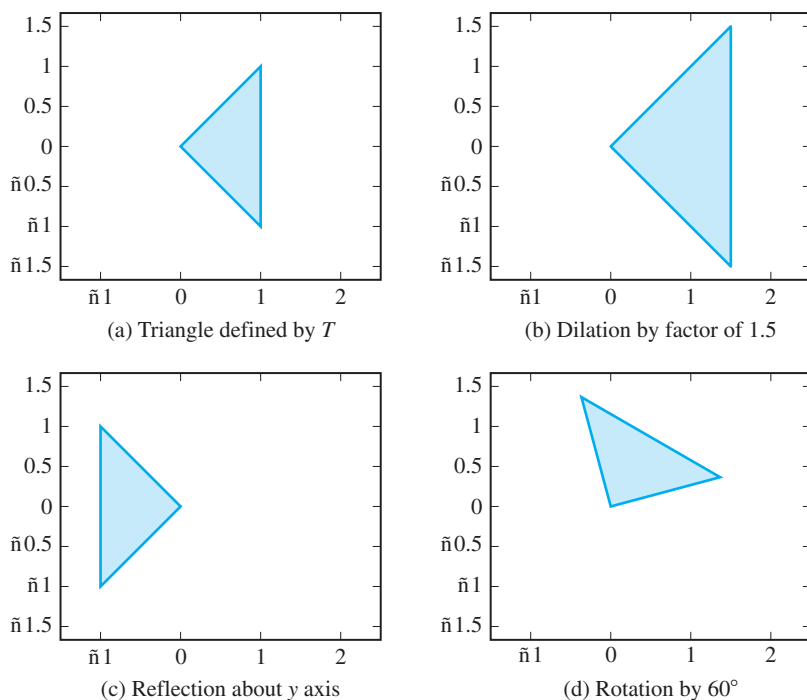 1.5
1
0.5
0
ñ0.5
ñ1
ñ1.5
ñ1 0 1 2
(a) Triangle defined by T
1.5
1
0.5
0
ñ0.5
ñ1
ñ1.5
ñ1 0 1 2
(b) Dilation by factor of 1.5
1.5
1
0.5
0
ñ0.5
ñ1
ñ1.5
ñ1 0 1 2
(c) Reflection about y axis
1.5
1
0.5
0
ñ0.5
ñ1
ñ1.5
ñ1 0 1 2
(d) Rotation by 60°